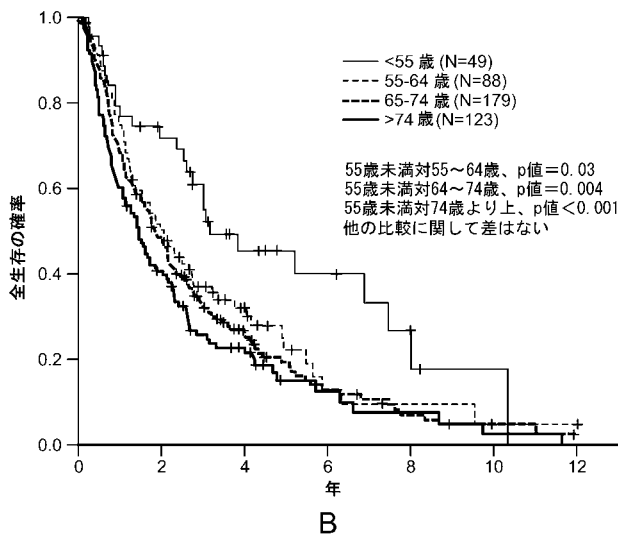 1.0
0.8
0.6
0.4
0.2
0.0
全生存の確率
<55 歳 (N=49)
55-64 歳 (N=88)
65-74 歳 (N=179)
>74 歳 (N=123)
55歳未満対55～64歳、p値＝0.03
55歳未満対64～74歳、p値＝0.004
55歳未満対74歳より上、p値＜0.001
他の比較に関して差はない
0 2 4 6 8 10 12
年
B